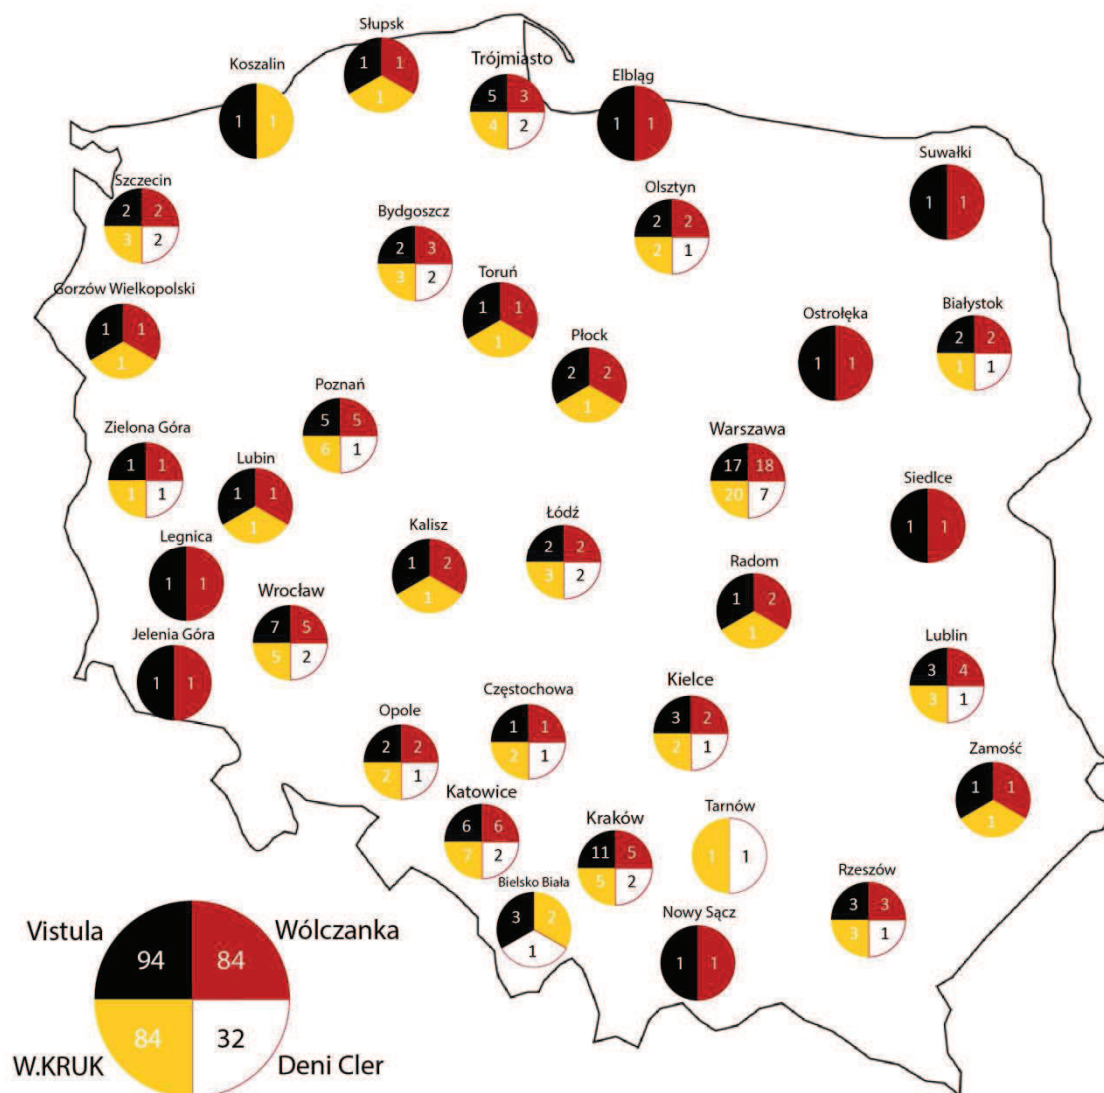 Słupsk
1 1
1
Koszalin
1 1
Trójmiasto
5 3
4 2
Elbląg
1 1
Suwałki
1 1
Szczecin
2 2
3 2
Bydgoszcz
2 3
3 2
Olsztyn
2 2
2 1
Toruń
1 1
1
Gorzów Wielkopolski
1 1
1
Płock
2 2
1
Ostrołęka
1 1
Białystok
2 2
1 1
Poznań
5 5
6 1
Zielona Góra
1 1
1 1
Lubin
1 1
1
Warszawa
17 18
20 7
Siedlce
1 1
Legnica
1 1
Kalisz
1 2
1
Łódź
2 2
3 2
Radom
1 2
1
Wrocław
7 5
5 2
Jelenia Góra
1 1
Lublin
3 4
3 1
Opole
2 2
2 1
Częstochowa
1 1
2 1
Kielce
3 2
2 1
Zamość
1 1
1
Katowice
6 6
7 2
Kraków
11 5
5 2
Tarnów
1 1
Bielsko Biała
3 2
1
Nowy Sącz
1 1
Rzeszów
3 3
3 1
Vistula 94 84 Wólczanka
W.KRUK 84 32 Deni Cler